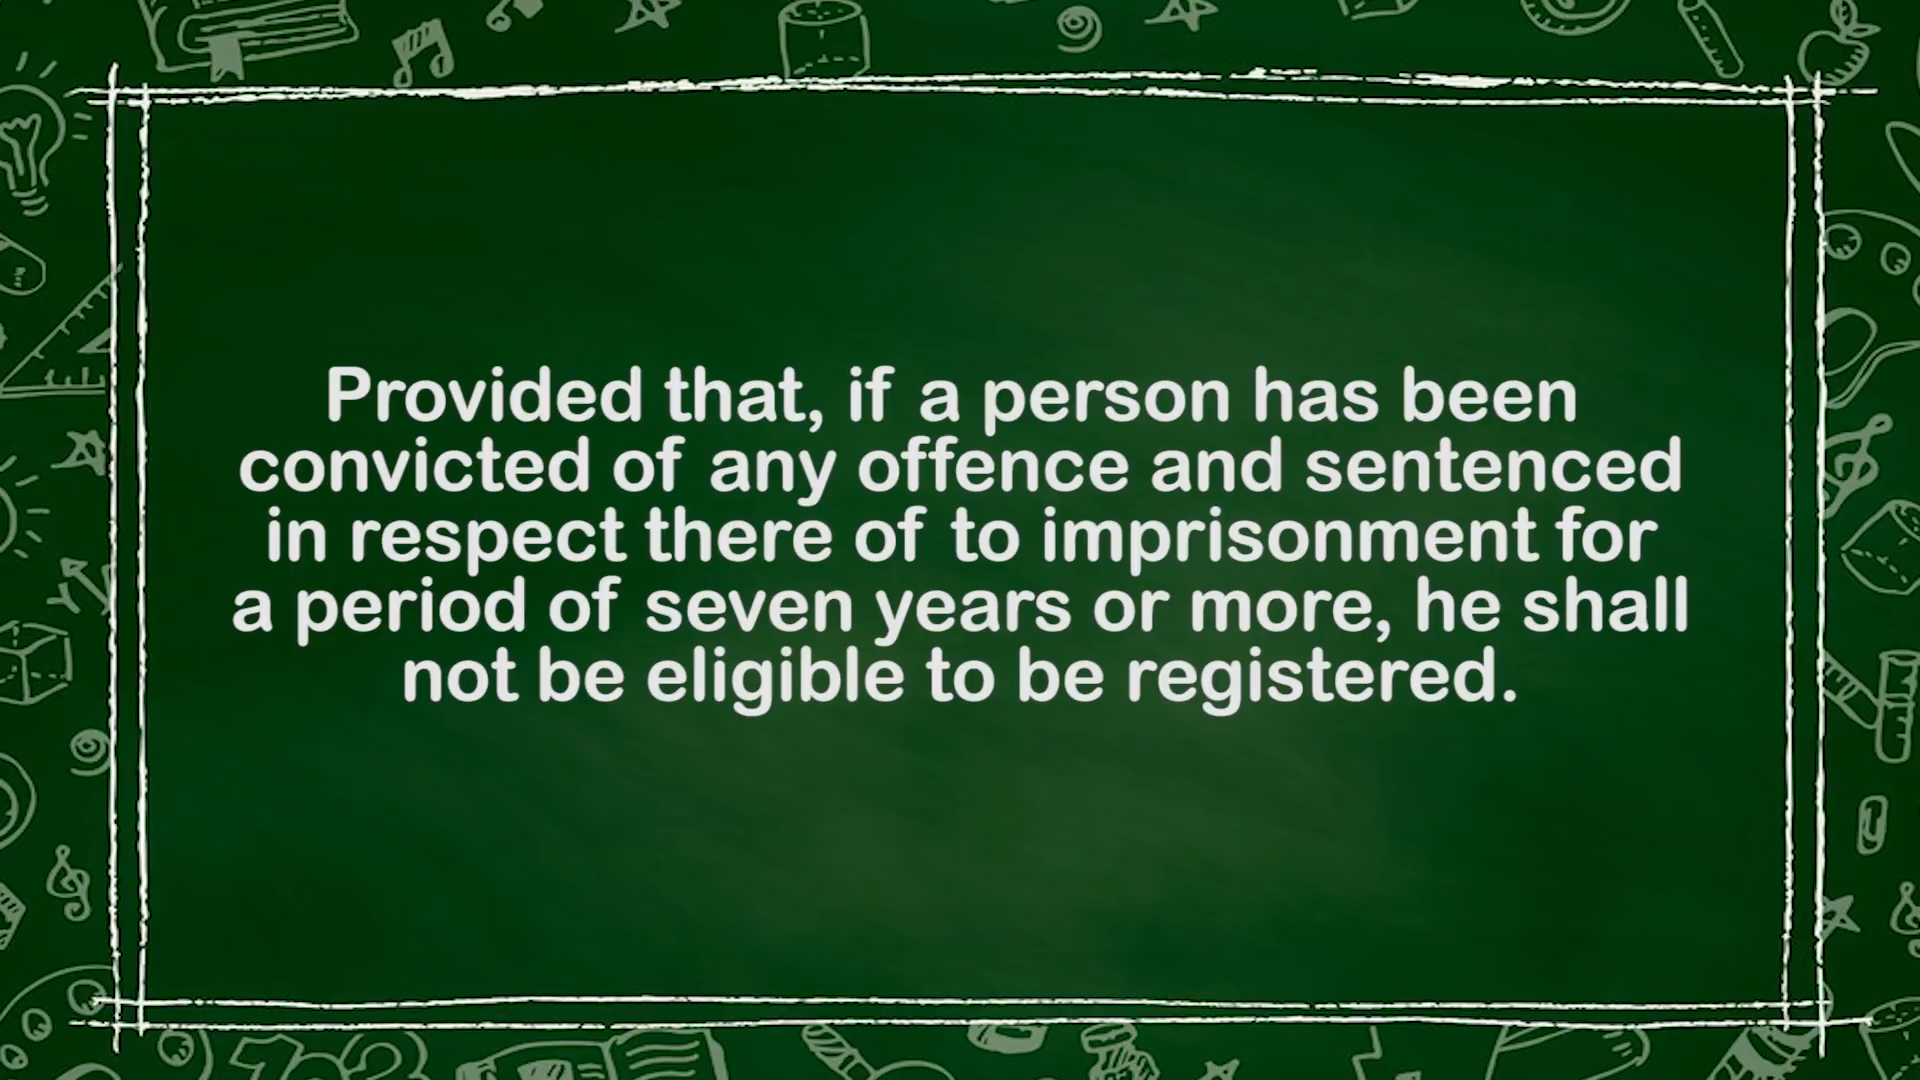 Provided that, if a person has been
convicted of any offence and sentenced
in respect there of to imprisonment for
a period of seven years or more, he shall
not be eligible to be registered.